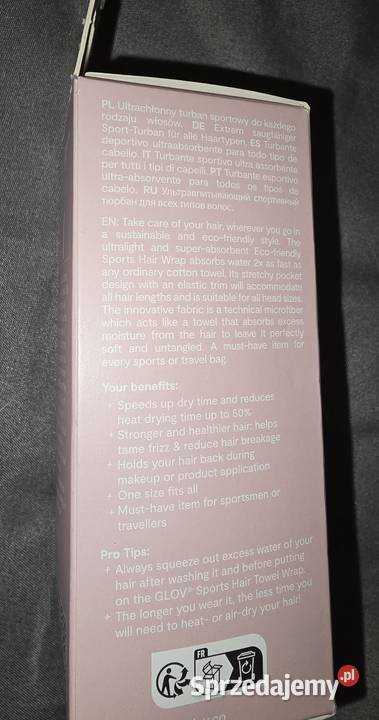 PL Ultrachłonny turban sportowy do każdego
rodzaju włosów. DE Extrem saugfähiger
Sport-Turban für alle Haartypen. ES Turbante
deportivo ultraabsorbente para todo tipo de
cabello. IT Turbante sportivo ultra assorbente
per tutti i tipi di capelli. PT Turbante esportivo
ultra-absorvente para todos os tipos de
cabelo. RU Ультравпитывающий спортивный
тюрбан для всех типов волос.
EN: Take care of your hair, wherever you go in
a sustainable and eco-friendly style. The
ultralight and super-absorbent Eco-friendly
Sports Hair Wrap absorbs water 2x as fast as
any ordinary cotton towel. Its stretchy pocket
design with an elastic trim will accommodate
all hair lengths and is suitable for all head sizes.
The innovative fabric is a technical microfiber
which acts like a towel that absorbs excess
moisture from the hair to leave it perfectly
soft and untangled. A must-have item for
every sports or travel bag.
Your benefits:
+ Speeds up dry time and reduces
heat drying time up to 50%
+ Stronger and healthier hair: helps
tame frizz & reduce hair breakage
+ Holds your hair back during
makeup or product application
+ One size fits all
+ Must-have item for sportsmen or
travellers
Pro Tips:
+ Always squeeze out excess water of your
hair after washing it and before putting
on the GLOV® Sports Hair Towel Wrap.
+ The longer you wear it, the less time you
will need to heat- or air-dry your hair!
FR
Sprzedajemy.pl